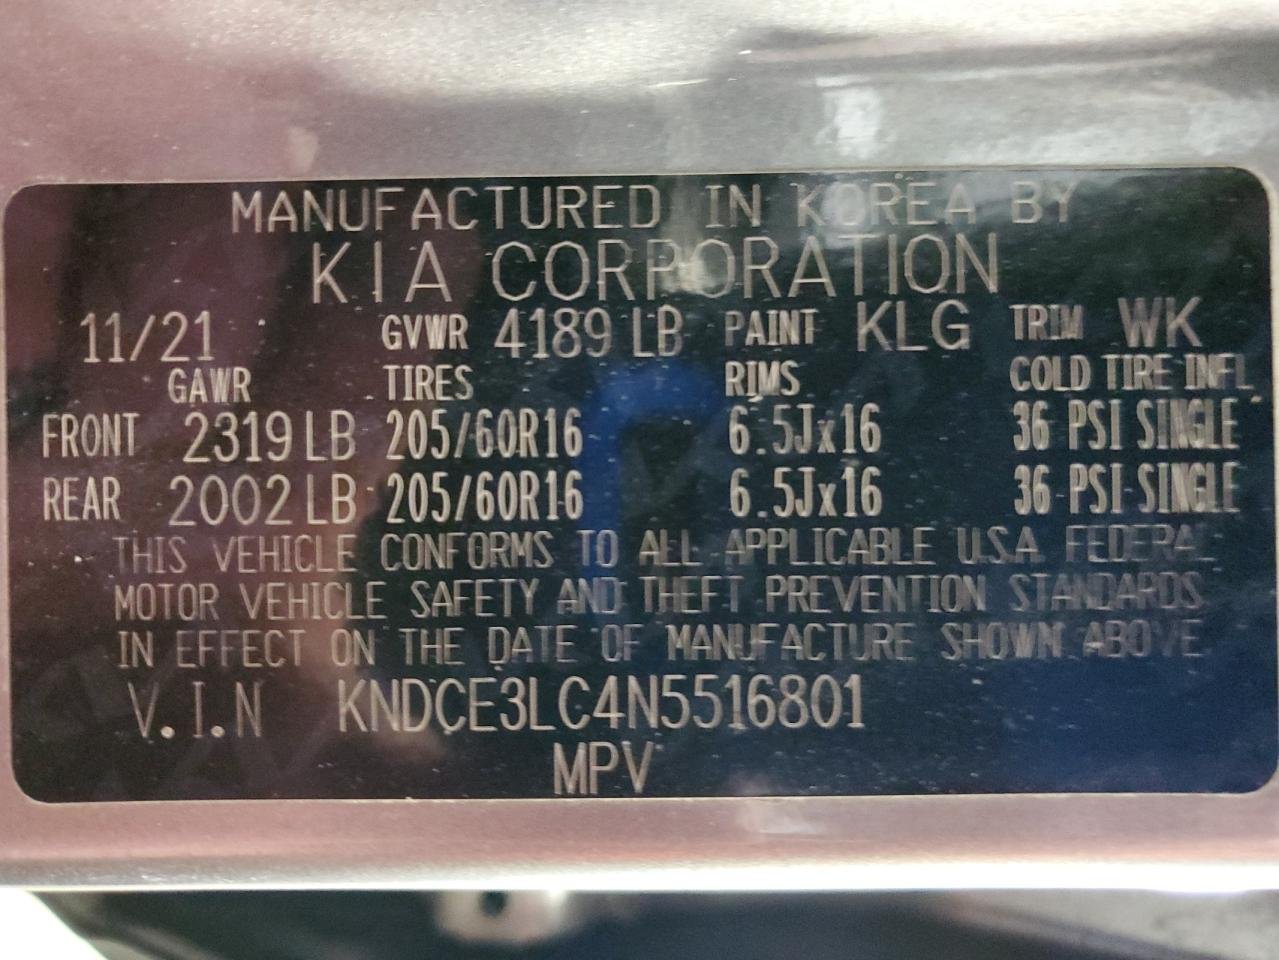 MANUFACTURED IN KOREA BY
KIA CORPORATION
11/21 GVWR 4189 LB PAINT KLG TRIM WK
GAWR TIRES RIMS COLD TIRE INFL.
FRONT 2319 LB 205/60R16 6.5Jx16 36 PSI SINGLE
REAR 2002 LB 205/60R16 6.5Jx16 36 PSI SINGLE
THIS VEHICLE CONFORMS TO ALL APPLICABLE U.S.A FEDERAL
MOTOR VEHICLE SAFETY AND THEFT PREVENTION STANDARDS
IN EFFECT ON THE DATE OF MANUFACTURE SHOWN ABOVE
V.I.N KNDCE3LC4N5516801
MPV